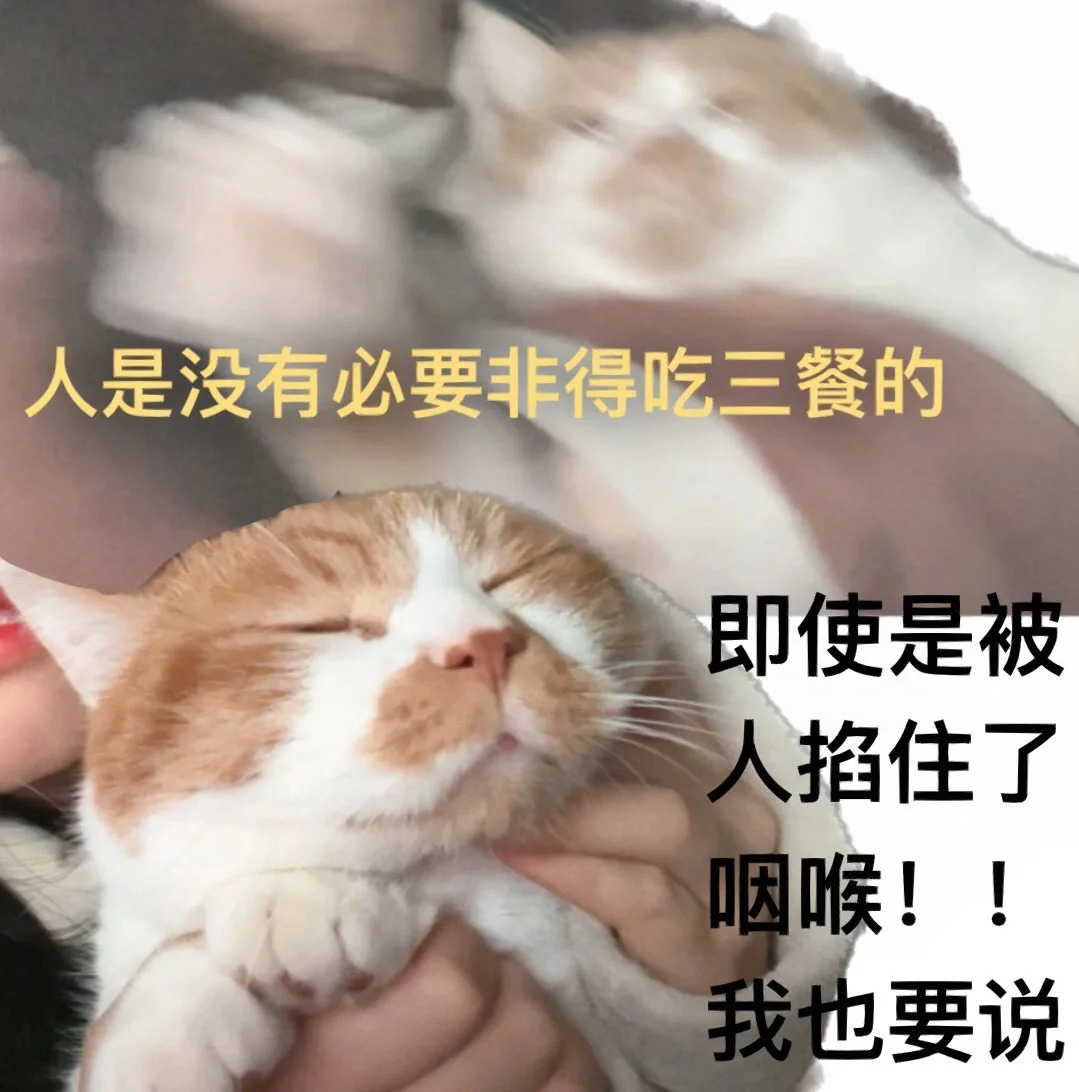 人是没有必要非得吃三餐的
即使是被
人掐住了
咽喉！！
我也要说